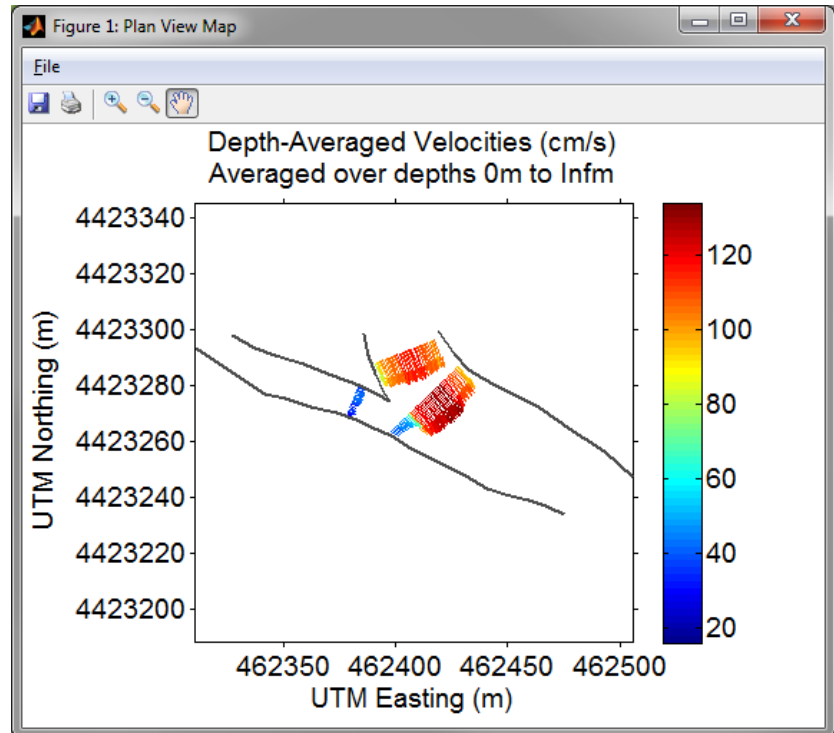 Figure 1: Plan View Map
File
Depth-Averaged Velocities (cm/s)
Averaged over depths 0m to Infm
UTM Northing (m)
4423340
4423320
4423300
4423280
4423260
4423240
4423220
4423200
462350 462400 462450 462500
UTM Easting (m)
120
100
80
60
40
20